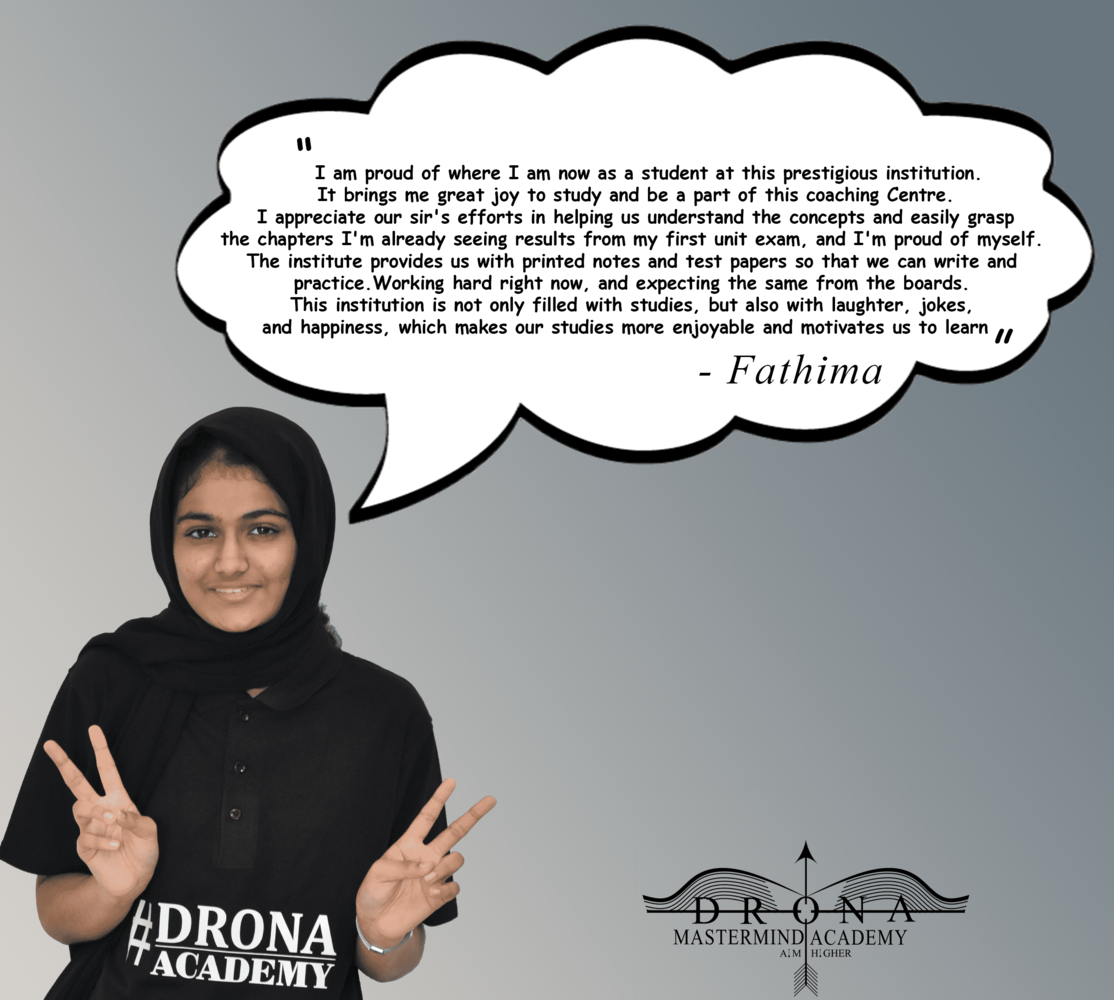 "
I am proud of where I am now as a student at this prestigious institution.
It brings me great joy to study and be a part of this coaching Centre.
I appreciate our sir's efforts in helping us understand the concepts and easily grasp
the chapters I'm already seeing results from my first unit exam, and I'm proud of myself.
The institute provides us with printed notes and test papers so that we can write and
practice.Working hard right now, and expecting the same from the boards.
This institution is not only filled with studies, but also with laughter, jokes,
and happiness, which makes our studies more enjoyable and motivates us to learn "
- Fathima
#DRONA
ACADEMY
DRONA
MASTERMIND ACADEMY
AIM HIGHER